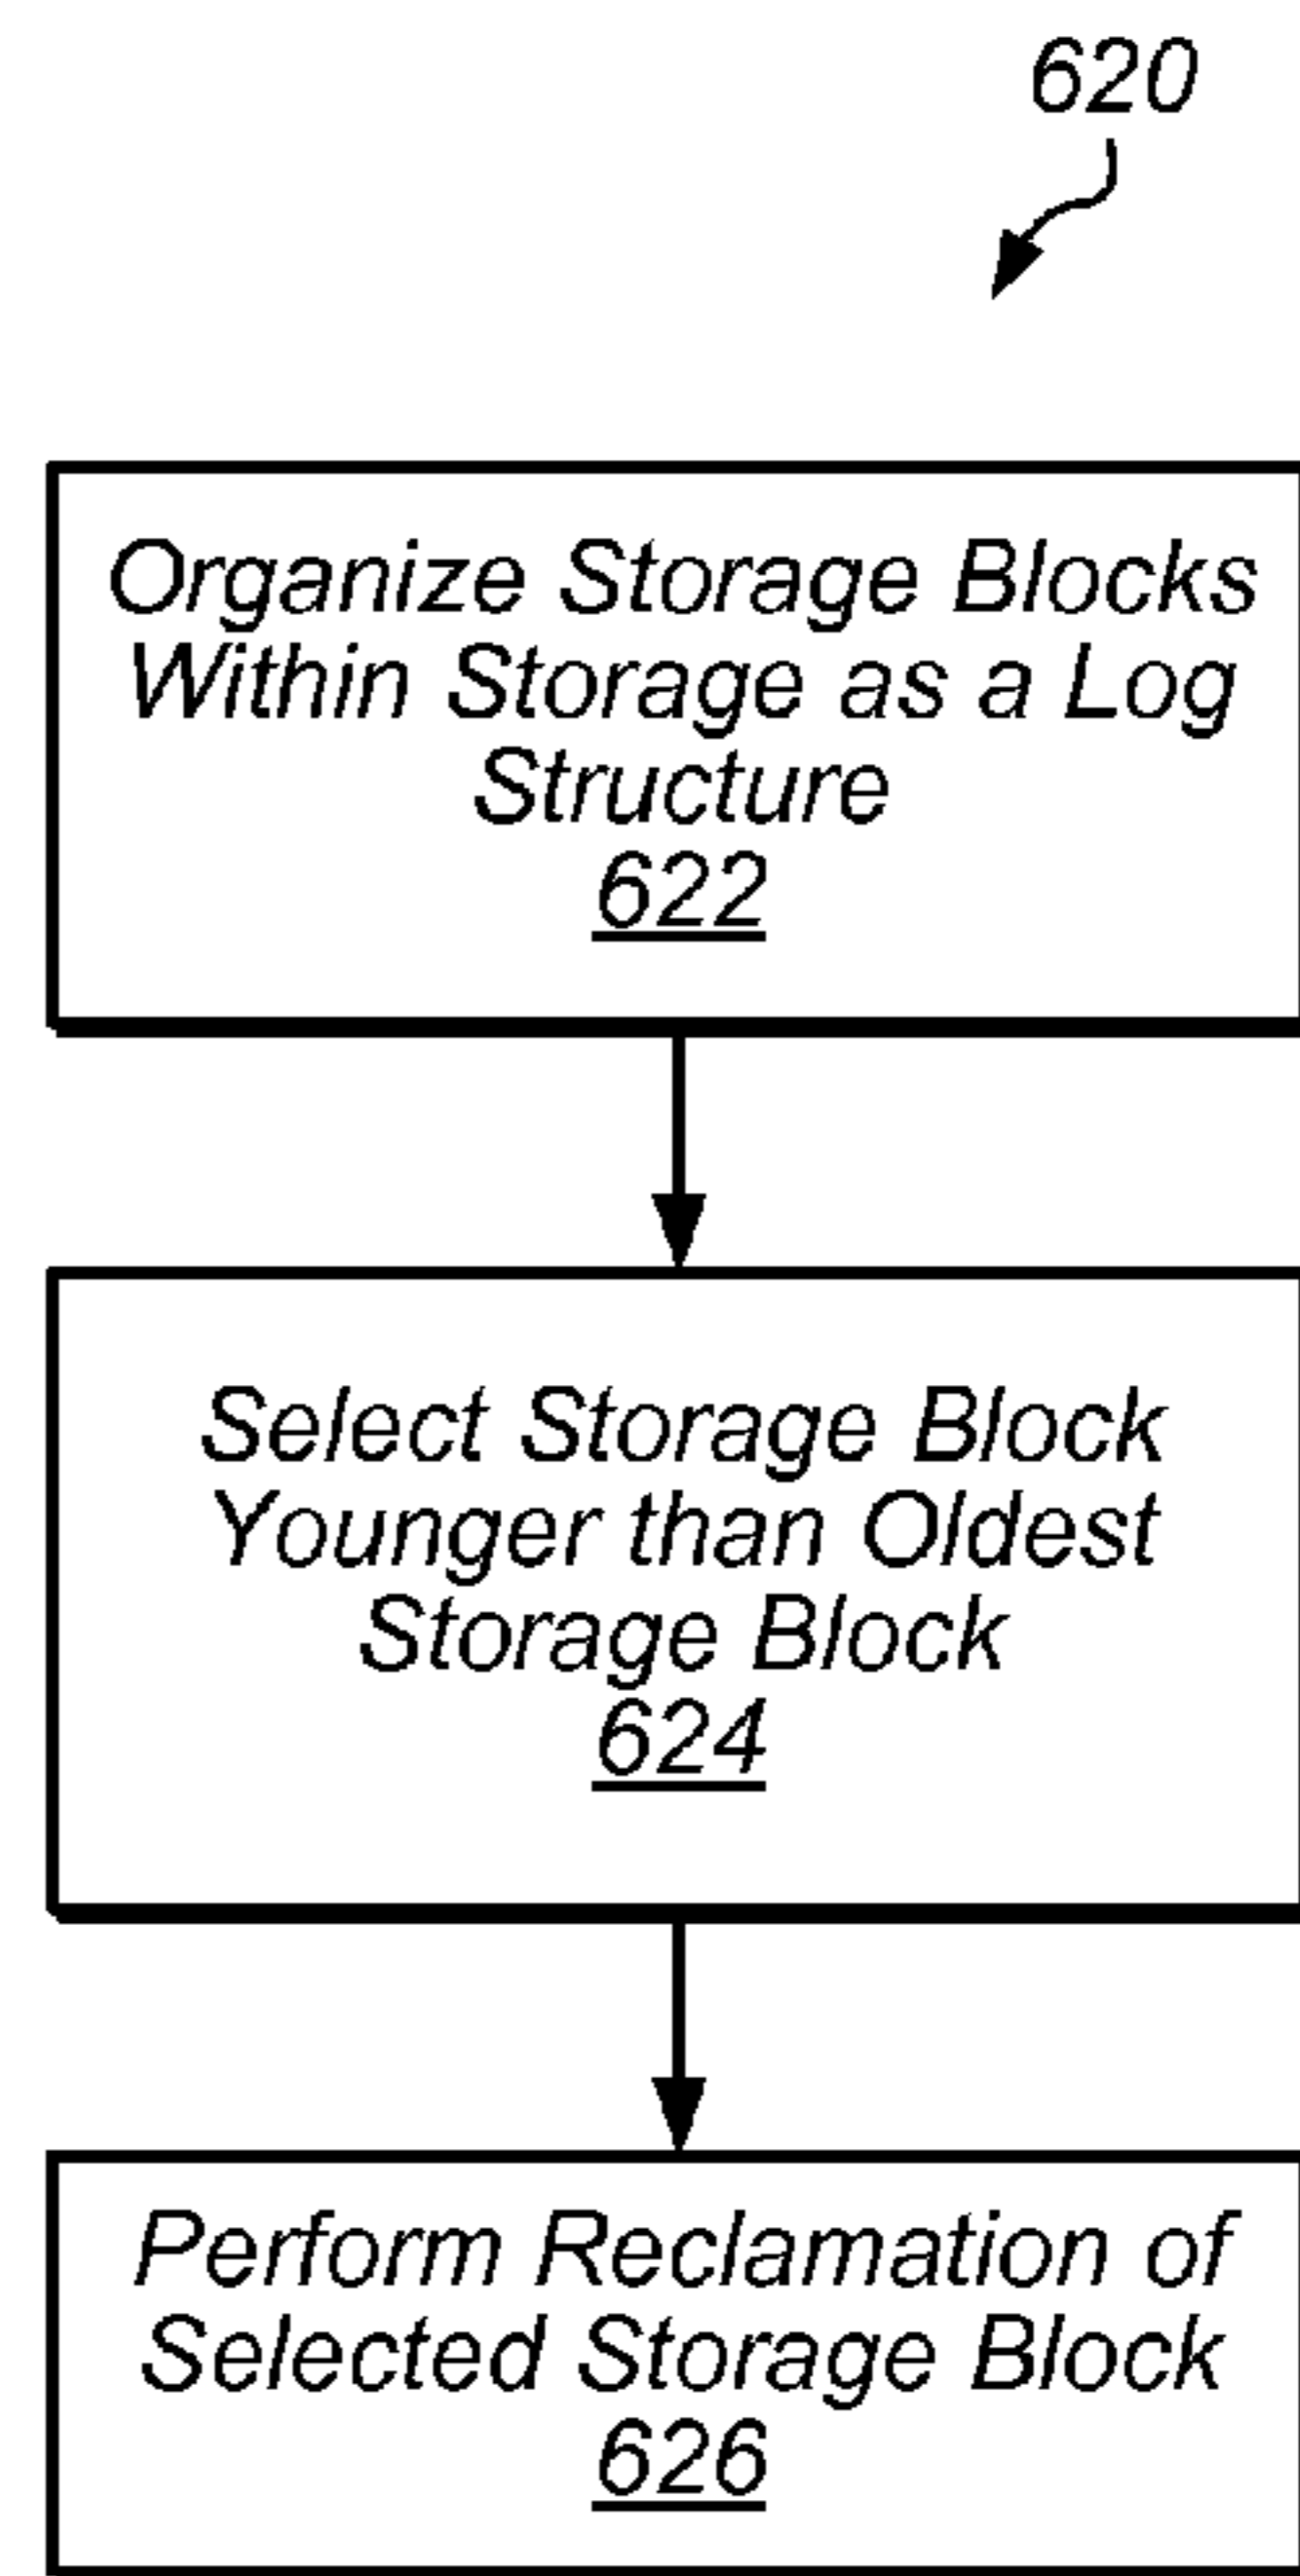 620
Organize Storage Blocks
Within Storage as a Log
Structure
622
Select Storage Block
Younger than Oldest
Storage Block
624
Perform Reclamation of
Selected Storage Block
626